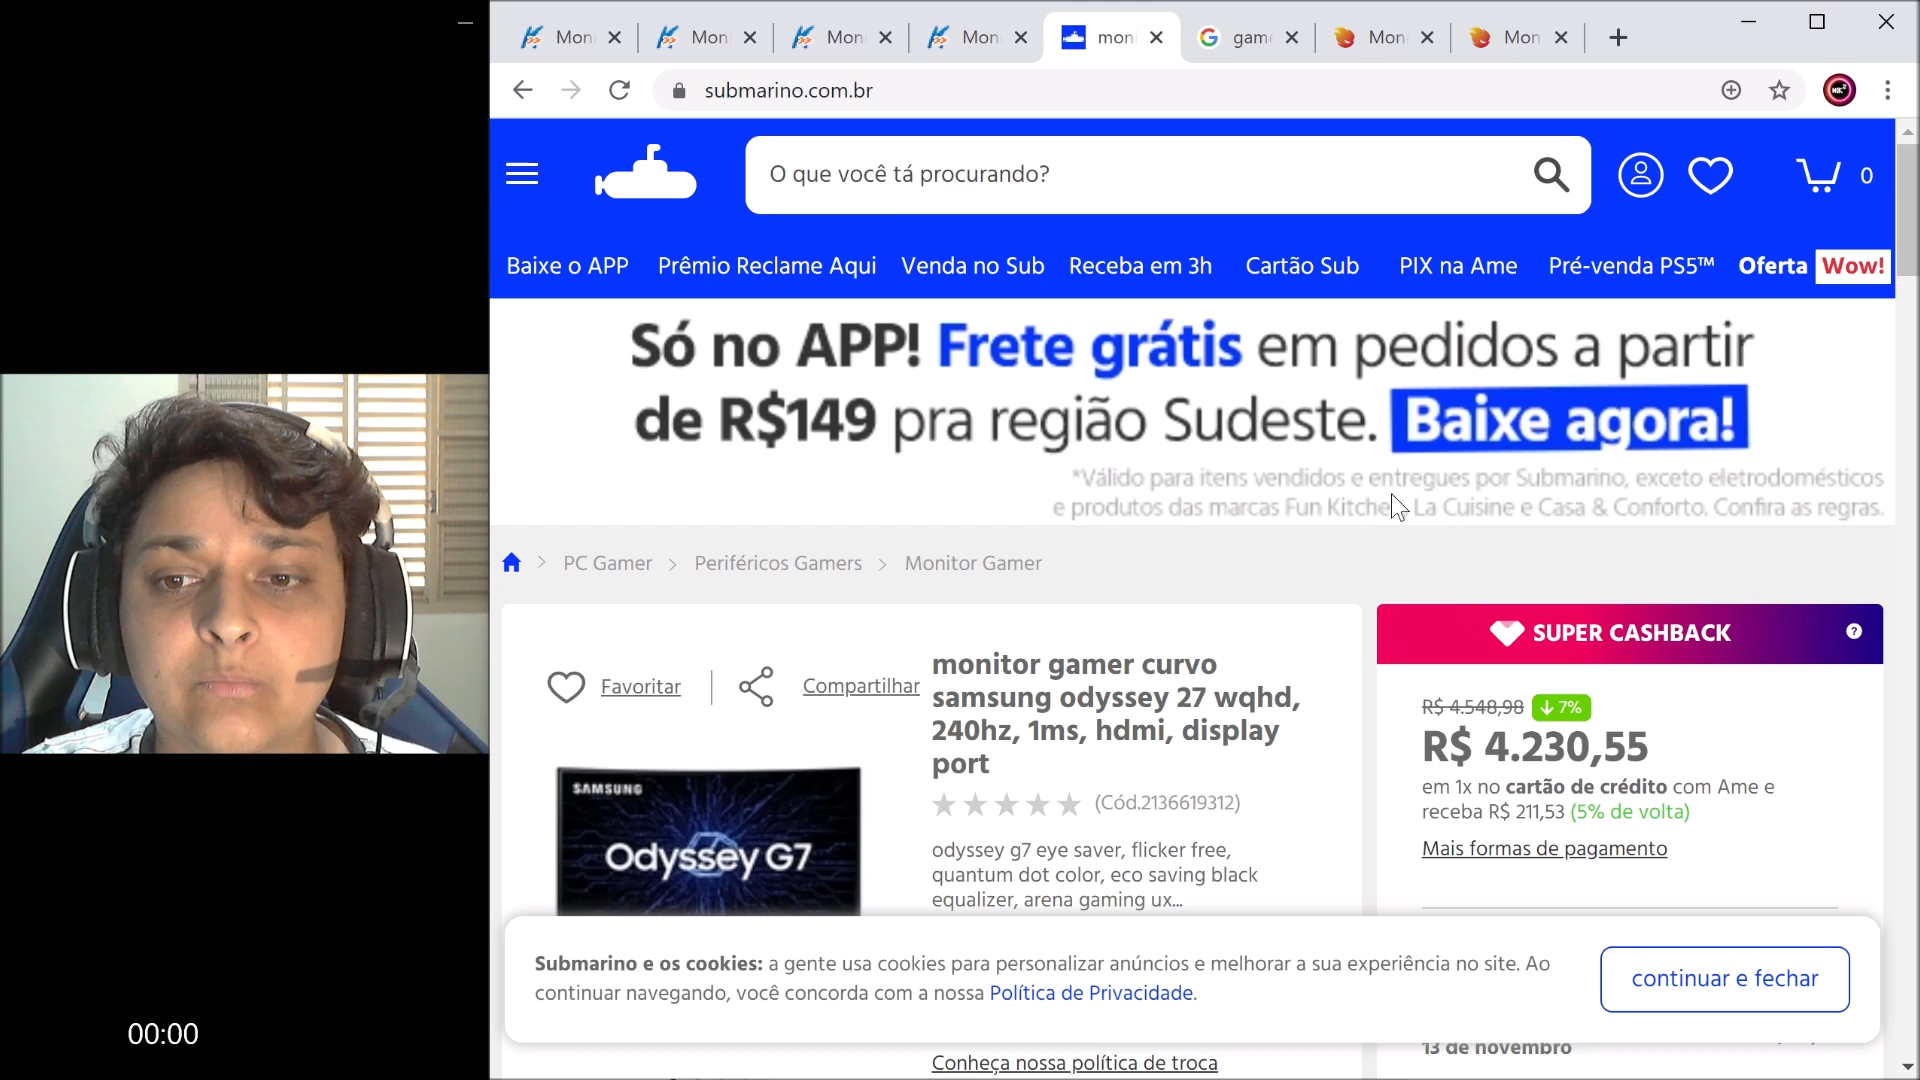 Moni
Moni
Moni
Moni
moni
game
Moni
Mon
submarino.com.br
O que você tá procurando?
0
Baixe o APP
Prêmio Reclame Aqui
Venda no Sub
Receba em 3h
Cartão Sub
PIX na Ame
Pré-venda PS5™
Oferta Wow!
Só no APP! Frete grátis em pedidos a partir
de R$149 pra região Sudeste. Baixe agora!
*Válido para itens vendidos e entregues por Submarino, exceto eletrodomésticos
e produtos das marcas Fun Kitche La Cuisine e Casa & Conforto. Confira as regras.
PC Gamer
Periféricos Gamers
Monitor Gamer
Favoritar
Compartilhar
monitor gamer curvo
samsung odyssey 27 wqhd,
240hz, 1ms, hdmi, display
port
(Cód.2136619312)
odyssey g7 eye saver, flicker free,
quantum dot color, eco saving black
equalizer, arena gaming ux...
SAMSUNG
Odyssey G7
SUPER CASHBACK
?
R$ 4.548,98 7%
R$ 4.230,55
em 1x no cartão de crédito com Ame e
receba R$ 211,53 (5% de volta)
Mais formas de pagamento
Submarino e os cookies: a gente usa cookies para personalizar anúncios e melhorar a sua experiência no site. Ao
continuar navegando, você concorda com a nossa Política de Privacidade.
continuar e fechar
13 de novembro
Conheça nossa política de troca
00:00